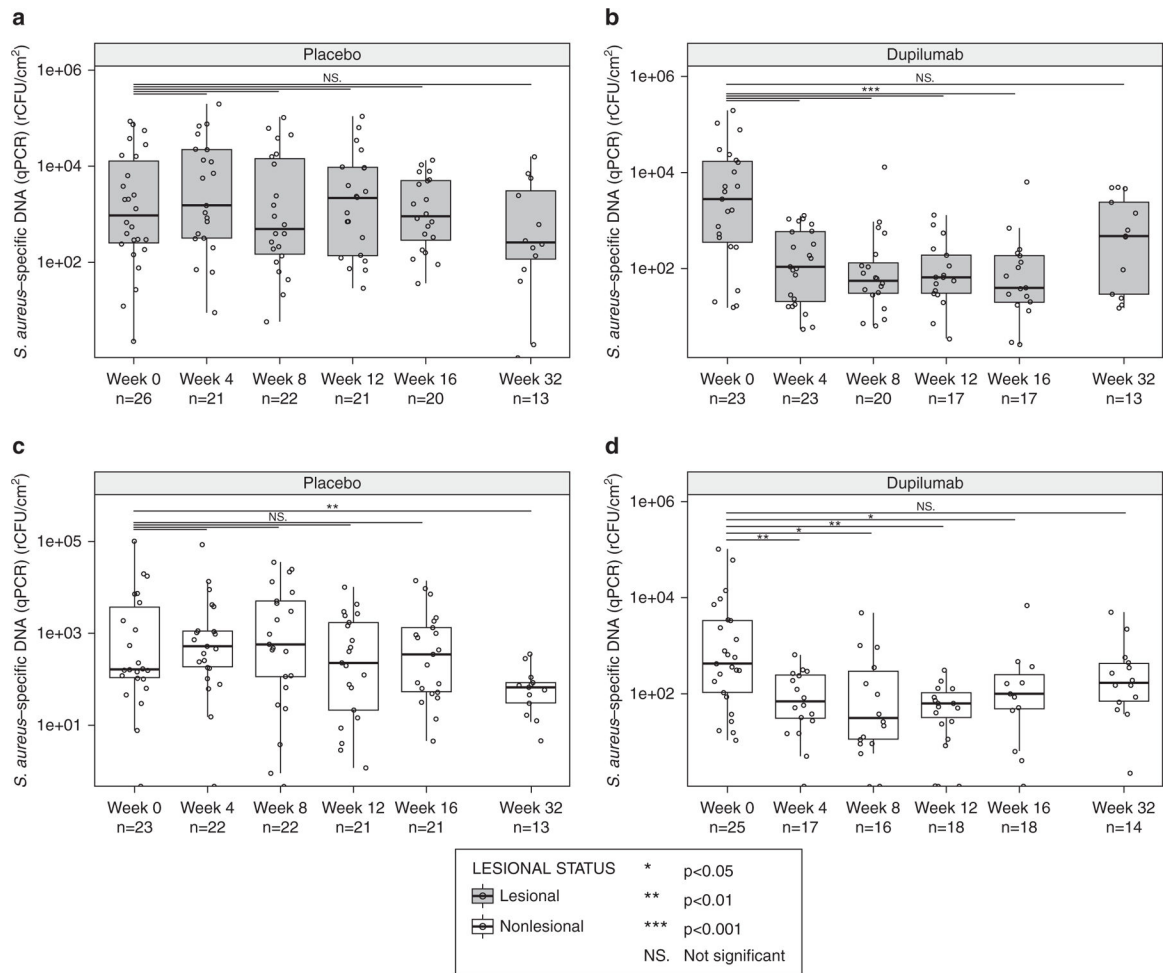 a
Placebo
S. aureus–specific DNA (qPCR) (rCFU/cm²)
1e+06
1e+04
1e+02
NS.
Week 0 Week 4 Week 8 Week 12 Week 16 Week 32
n=26 n=21 n=22 n=21 n=20 n=13
b
Dupilumab
S. aureus–specific DNA (qPCR) (rCFU/cm²)
1e+06
1e+04
1e+02
NS.
***
Week 0 Week 4 Week 8 Week 12 Week 16 Week 32
n=23 n=23 n=20 n=17 n=17 n=13
c
Placebo
S. aureus–specific DNA (qPCR) (rCFU/cm²)
1e+05
1e+03
1e+01
**
NS.
Week 0 Week 4 Week 8 Week 12 Week 16 Week 32
n=23 n=22 n=22 n=21 n=21 n=13
d
Dupilumab
S. aureus–specific DNA (qPCR) (rCFU/cm²)
1e+06
1e+04
1e+02
NS.
*
**
*
**
Week 0 Week 4 Week 8 Week 12 Week 16 Week 32
n=25 n=17 n=16 n=18 n=18 n=14
LESIONAL STATUS
Lesional
Nonlesional
* p<0.05
** p<0.01
*** p<0.001
NS. Not significant